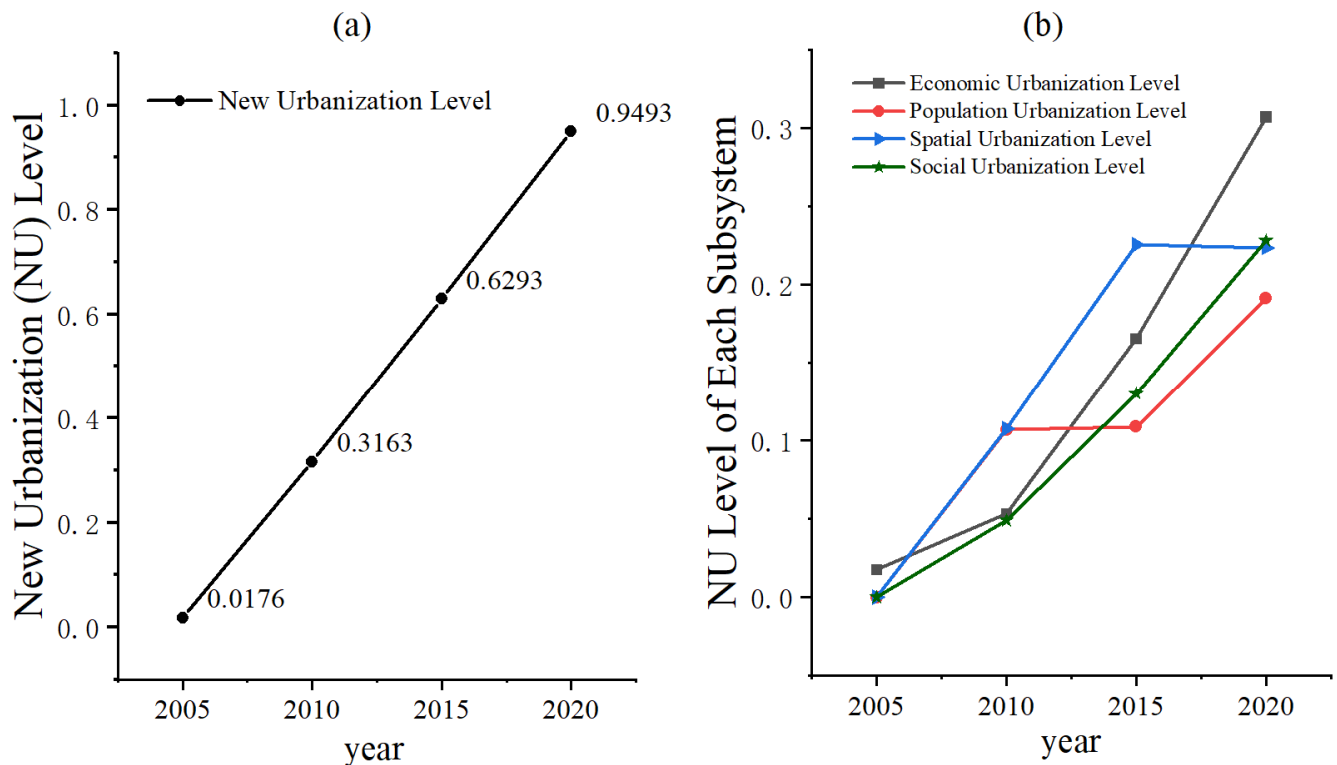 (a)
New Urbanization (NU) Level
1.0
0.8
0.6
0.4
0.2
0.0
New Urbanization Level
0.9493
0.6293
0.3163
0.0176
2005 2010 2015 2020
year
(b)
NU Level of Each Subsystem
0.3
0.2
0.1
0.0
Economic Urbanization Level
Population Urbanization Level
Spatial Urbanization Level
Social Urbanization Level
2005 2010 2015 2020
year